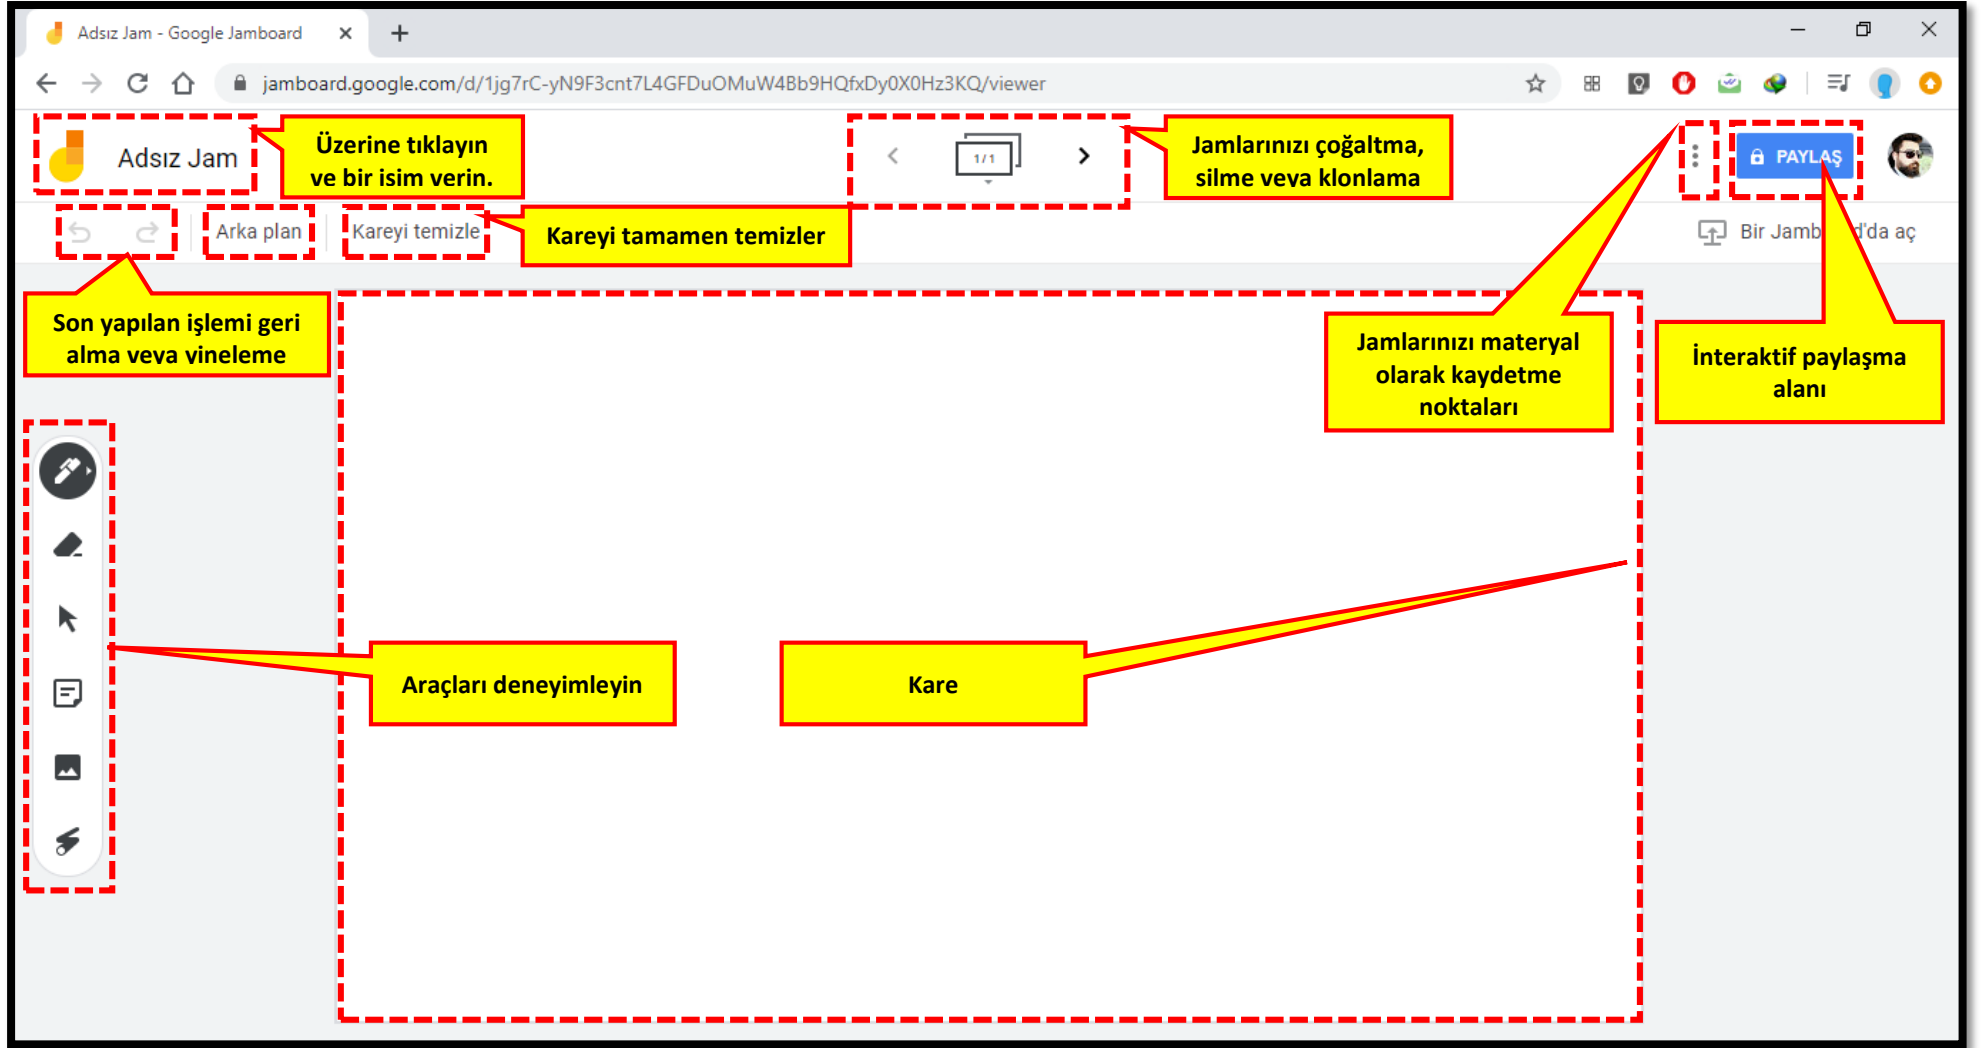 Adsız Jam - Google Jamboard
jamboard.google.com/d/1jg7rC-yN9F3cnt7L4GFDuOMuW4Bb9HQfxDy0X0Hz3KQ/viewer
Adsız Jam
Üzerine tıklayın
ve bir isim verin.
1/1
Jamlarınızı çoğaltma,
silme veya klonlama
PAYLAŞ
Arka plan
Kareyi temizle
Kareyi tamamen temizler
Bir Jamb d'da aç
Son yapılan işlemi geri
alma veya yineleme
Jamlarınızı materyal
olarak kaydetme
noktaları
İnteraktif paylaşma
alanı
Araçları deneyimleyin
Kare